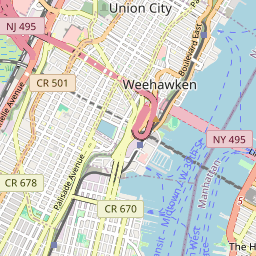 Union City
NJ 495
CR 501
Weehawken
Boulevard East
Palisade Avenue
NY 495
CR 678
CR 670
Midtown
W
Manhattan
The H